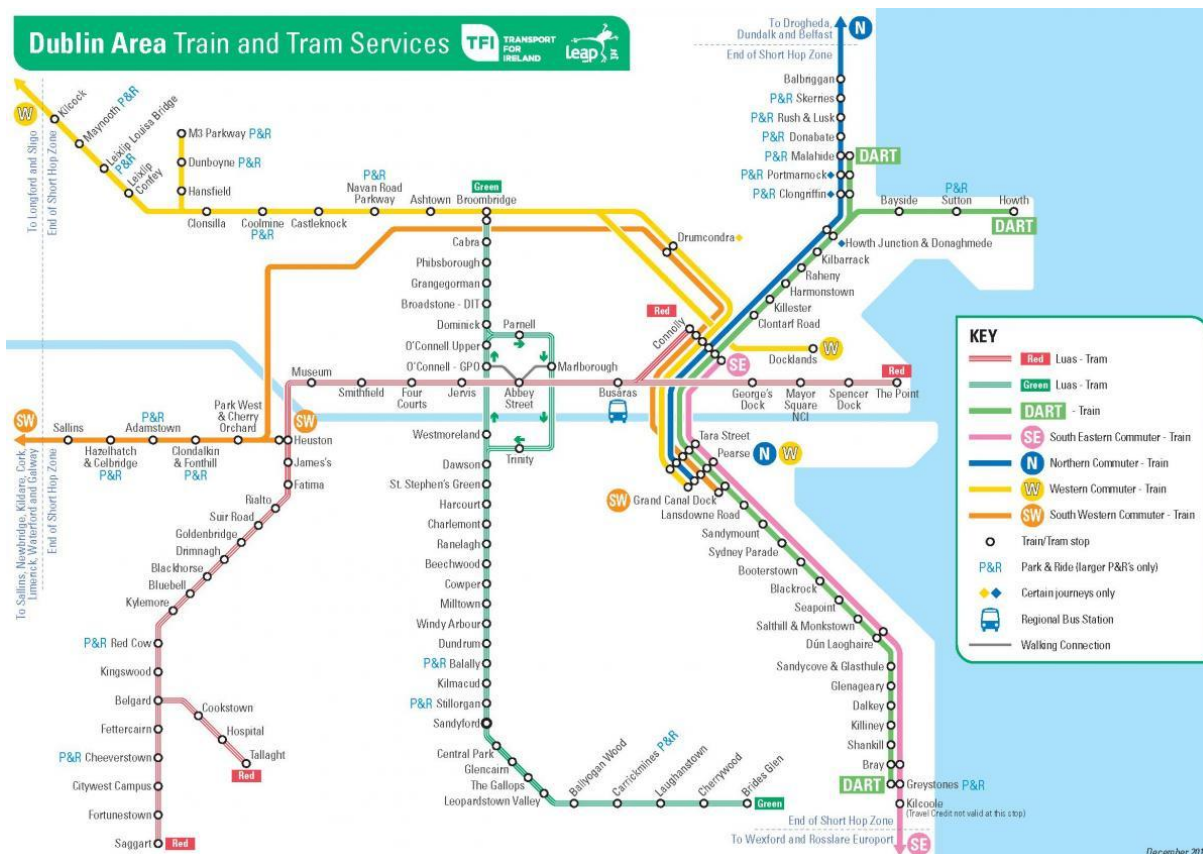 Dublin Area Train and Tram Services
TFI
TRANSPORT
FOR
IRELAND
Leap
To Drogheda,
Dundalk and Belfast
N
End of Short Hop Zone
Balbriggan
P&R Skerries
P&R Rush & Lusk
P&R Donabate
P&R Malahide
DART
P&R Portmarnock
P&R Clongriffin
Bayside
P&R
Sutton
Howth
DART
Howth Junction & Donaghmede
Kilbarrack
Raheny
Harmonstown
Killester
Clontarf Road
W
To Longford and Sligo
End of Short Hop Zone
Kilcock
Maynooth P&R
Leixlip Louisa Bridge
P&R
Leixlip
Confey
M3 Parkway P&R
Dunboyne P&R
Hansfield
Clonsilla
Coolmine
P&R
Castleknock
P&R
Navan Road
Parkway
Ashtown
Green
Broombridge
Drumcondra
Cabra
Phibsborough
Grangegorman
Broadstone - DIT
Dominick
Parnell
O'Connell Upper
O'Connell - GPO
Marlborough
Red
Connolly
SE
Docklands
W
Museum
Smithfield
Four
Courts
Jervis
Abbey
Street
Busáras
George's
Dock
Mayor
Square
NCI
Spencer
Dock
The Point
Red
SW
Sallins
Hazelhatch
& Celbridge
P&R
P&R
Adamstown
Clondalkin
& Fonthill
P&R
Park West
& Cherry
Orchard
SW
Heuston
To Sallins, Newbridge, Kildare, Cork,
Limerick, Waterford and Galway
End of Short Hop Zone
James's
Fatima
Rialto
Suir Road
Goldenbridge
Drimnagh
Blackhorse
Bluebell
Kylemore
P&R Red Cow
Kingswood
Belgard
Cookstown
Hospital
Tallaght
Red
Fettercairn
P&R Cheeverstown
Citywest Campus
Fortunestown
Saggart
Red
Westmoreland
Trinity
Dawson
St. Stephen's Green
Harcourt
Charlemont
Ranelagh
Beechwood
Cowper
Milltown
Windy Arbour
Dundrum
P&R Balally
Kilmacud
P&R Stillorgan
Sandyford
Central Park
Glencairn
The Gallops
Leopardstown Valley
Ballyogan Wood
Carrickmines P&R
Laughanstown
Cherrywood
Brides Glen
Green
Tara Street
Pearse
N
W
SW
Grand Canal Dock
Lansdowne Road
Sandymount
Sydney Parade
Booterstown
Blackrock
Seapoint
Salthill & Monkstown
Dún Laoghaire
Sandycove & Glasthule
Glenageary
Dalkey
Killiney
Shankill
Bray
DART
Greystones P&R
Kilcoole
(Travel Credit not valid at this stop)
End of Short Hop Zone
To Wexford and Rosslare Europort
SE
KEY
Red Luas - Tram
Green Luas - Tram
DART - Train
SE South Eastern Commuter - Train
N Northern Commuter - Train
W Western Commuter - Train
SW South Western Commuter - Train
Train/Tram stop
P&R Park & Ride (larger P&R's only)
Certain journeys only
Regional Bus Station
Walking Connection
December